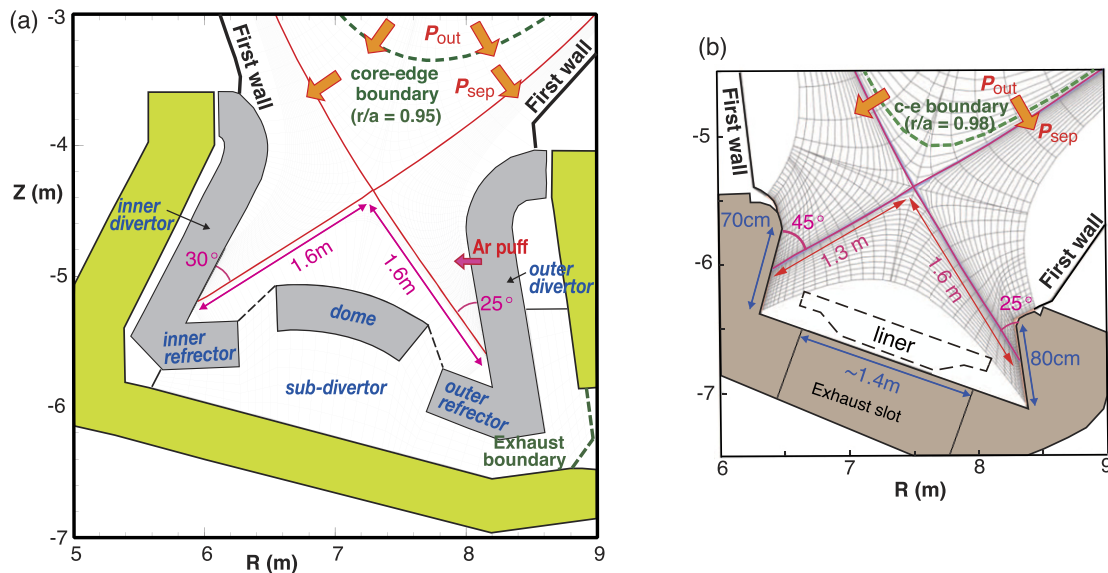 (a)
-3
-4
-5
-6
-7
Z (m)
5
6
7
8
9
R (m)
First wall
P_out
core-edge
boundary
(r/a = 0.95)
P_sep
First wall
inner
divertor
30°
1.6m
1.6m
Ar puff
outer
divertor
25°
dome
inner
refrector
sub-divertor
outer
refrector
Exhaust
boundary
(b)
-5
-6
-7
6
7
8
9
R (m)
First wall
P_out
c-e boundary
(r/a = 0.98)
P_sep
First wall
70cm
45°
1.3 m
1.6 m
25°
liner
80cm
~1.4m
Exhaust slot